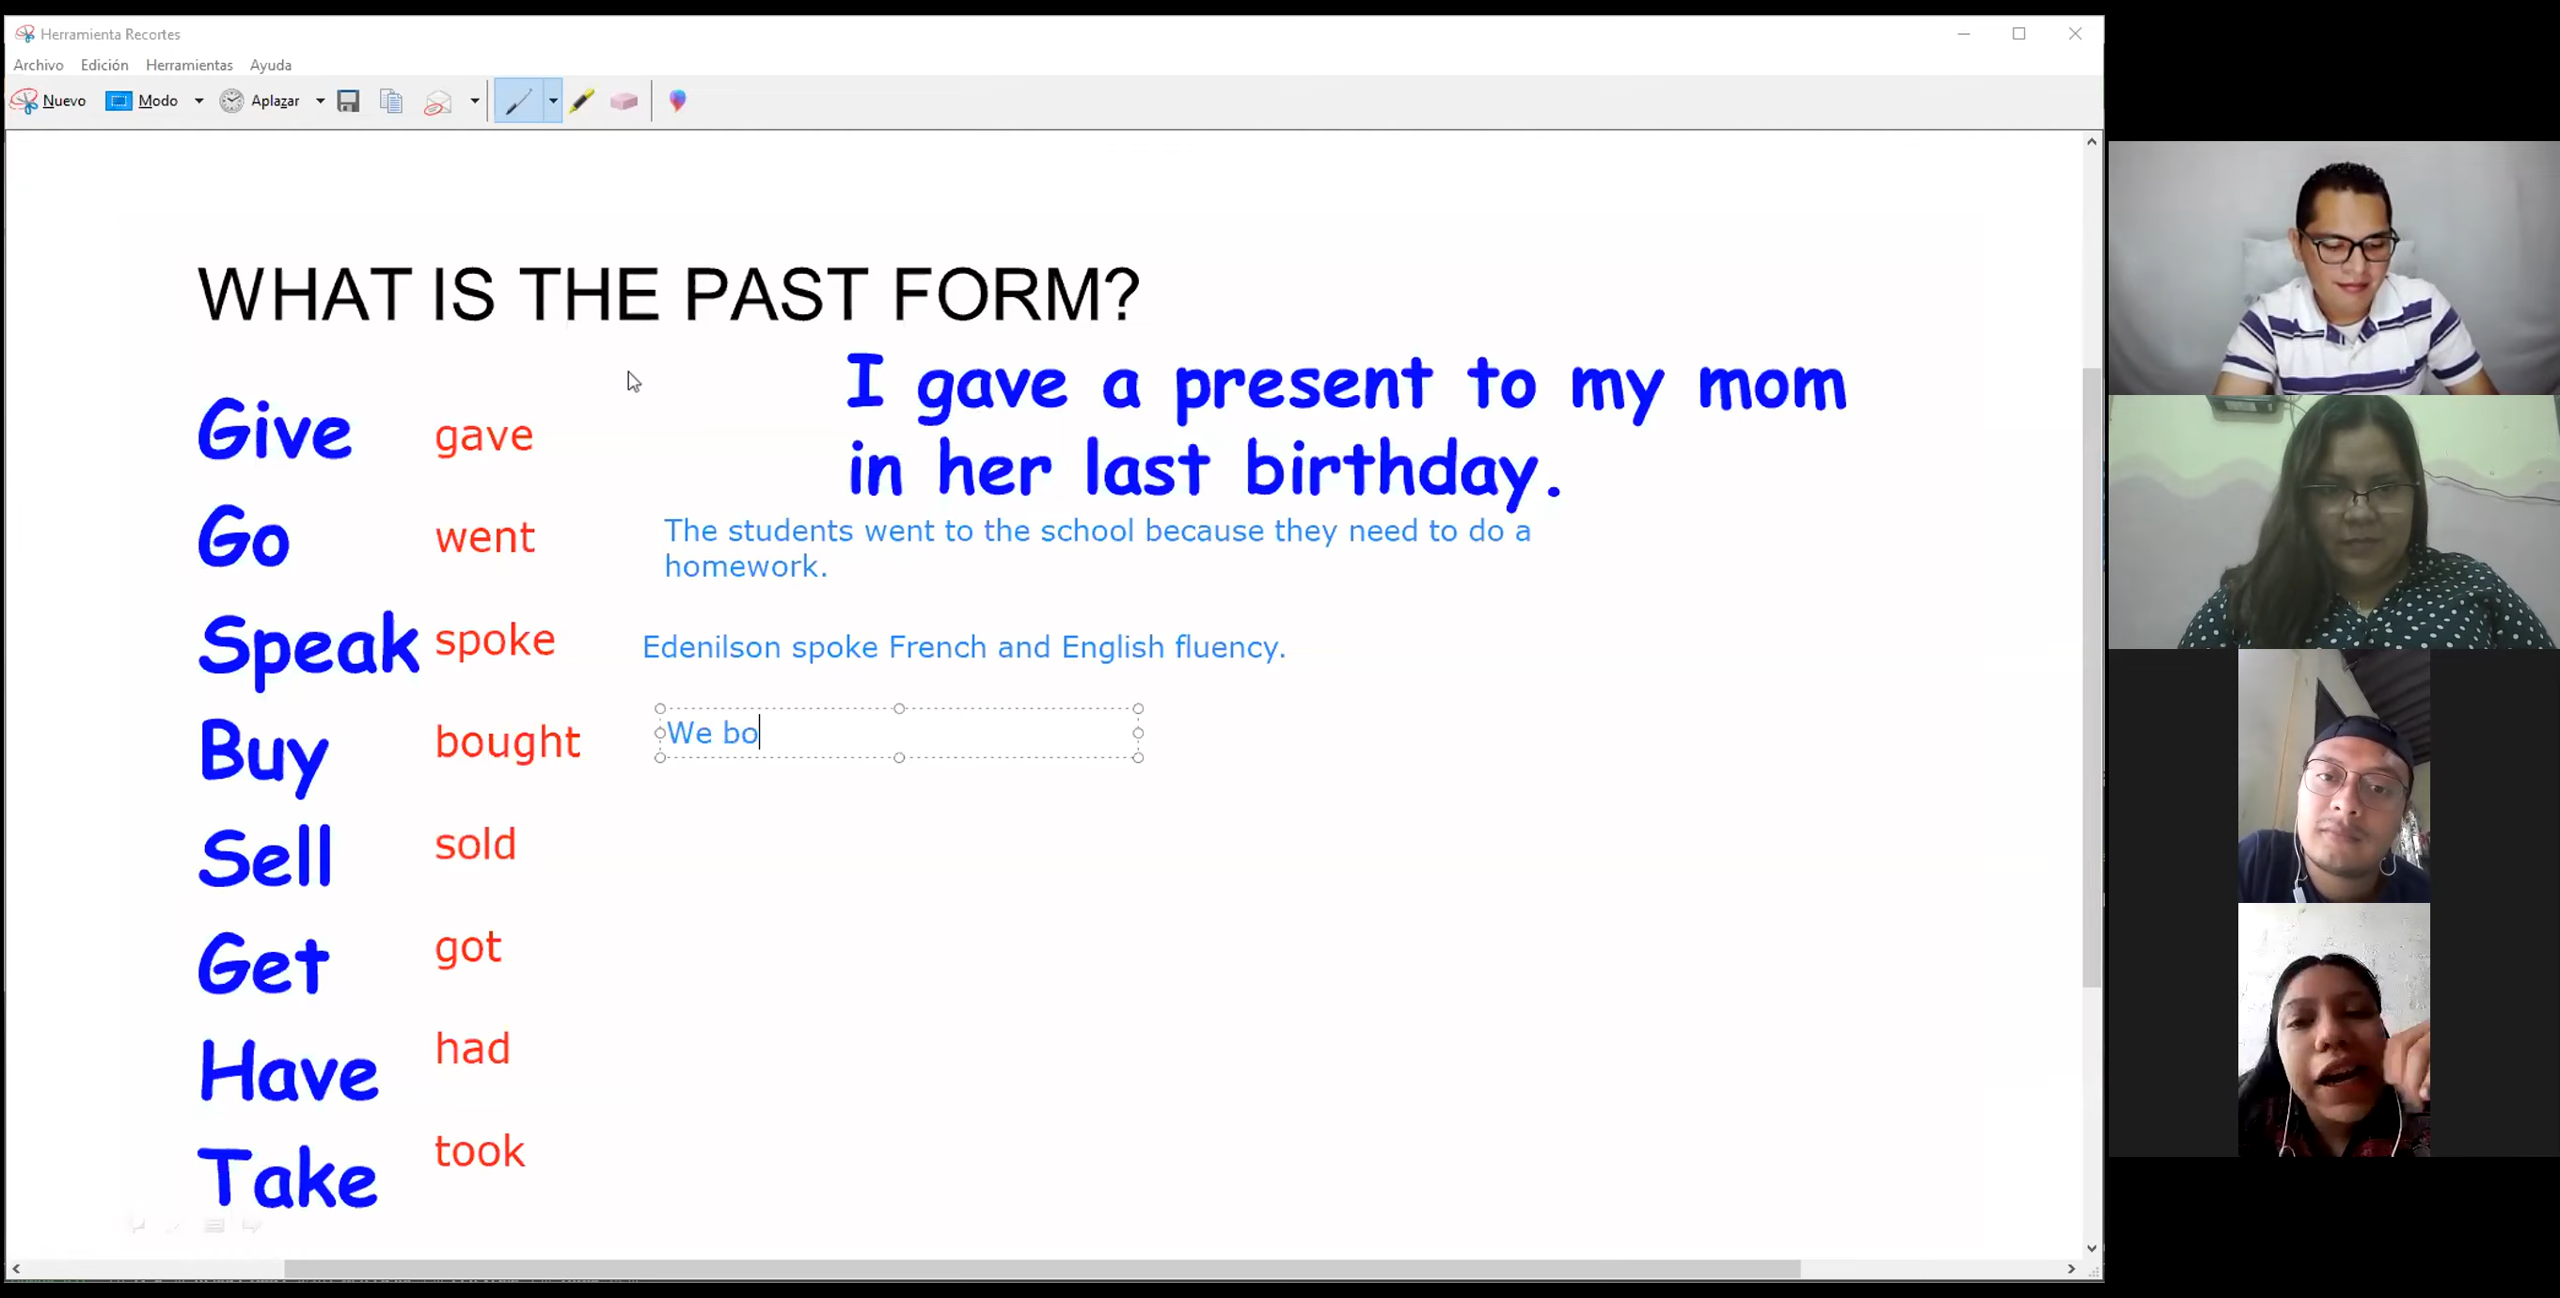 Herramienta Recortes
Archivo Edición Herramientas Ayuda
Nuevo Modo Aplazar
WHAT IS THE PAST FORM?
I gave a present to my mom
in her last birthday.
Give gave
Go went
The students went to the school because they need to do a
homework.
Speak spoke
Edenilson spoke French and English fluency.
Buy bought
We bo
Sell sold
Get got
Have had
Take took